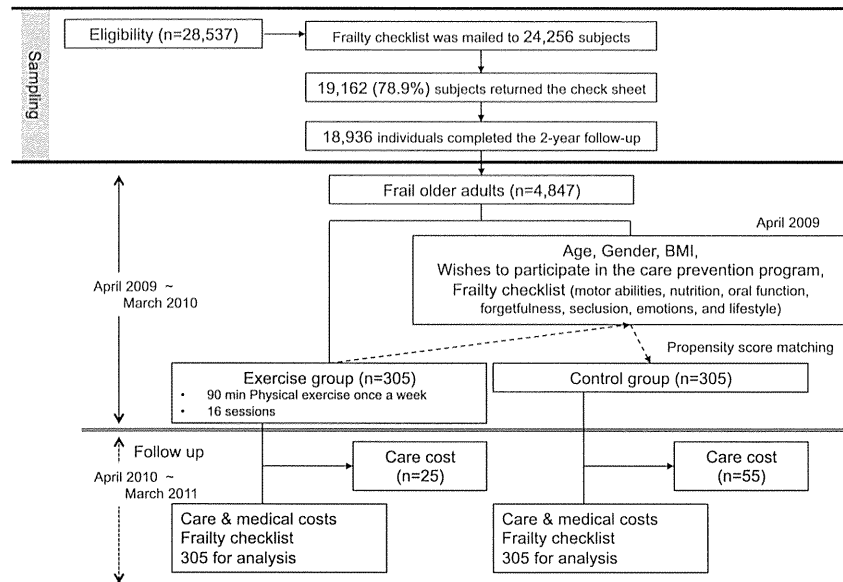 Sampling
Eligibility (n=28,537)
Frailty checklist was mailed to 24,256 subjects
19,162 (78.9%) subjects returned the check sheet
18,936 individuals completed the 2-year follow-up
April 2009 ~
March 2010
Frail older adults (n=4,847)
April 2009
Age, Gender, BMI,
Wishes to participate in the care prevention program,
Frailty checklist (motor abilities, nutrition, oral function,
forgetfulness, seclusion, emotions, and lifestyle)
Propensity score matching
Exercise group (n=305)
• 90 min Physical exercise once a week
• 16 sessions
Control group (n=305)
Follow up
April 2010 ~
March 2011
Care cost
(n=25)
Care cost
(n=55)
Care & medical costs
Frailty checklist
305 for analysis
Care & medical costs
Frailty checklist
305 for analysis